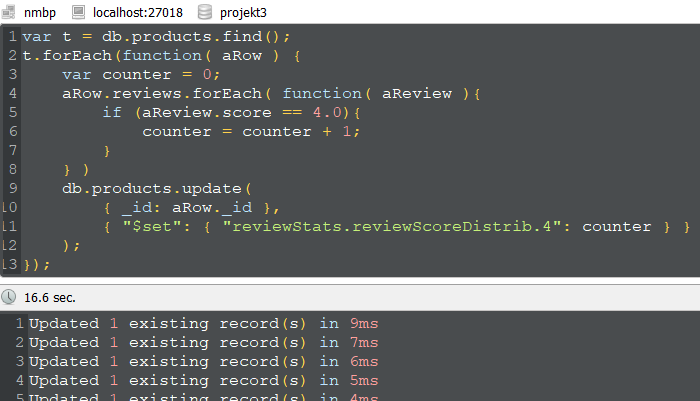 nmbp localhost:27018 projekt3
1 var t = db.products.find();
2 t.forEach(function( aRow ) {
3     var counter = 0;
4     aRow.reviews.forEach( function( aReview ){
5         if (aReview.score == 4.0){
6             counter = counter + 1;
7         }
8     } )
9     db.products.update(
10         { _id: aRow._id },
11         { "$set": { "reviewStats.reviewScoreDistrib.4": counter } }
12     );
13 });
16.6 sec.
1 Updated 1 existing record(s) in 9ms
2 Updated 1 existing record(s) in 7ms
3 Updated 1 existing record(s) in 6ms
4 Updated 1 existing record(s) in 5ms
5 Updated 1 existing record(s) in 4ms